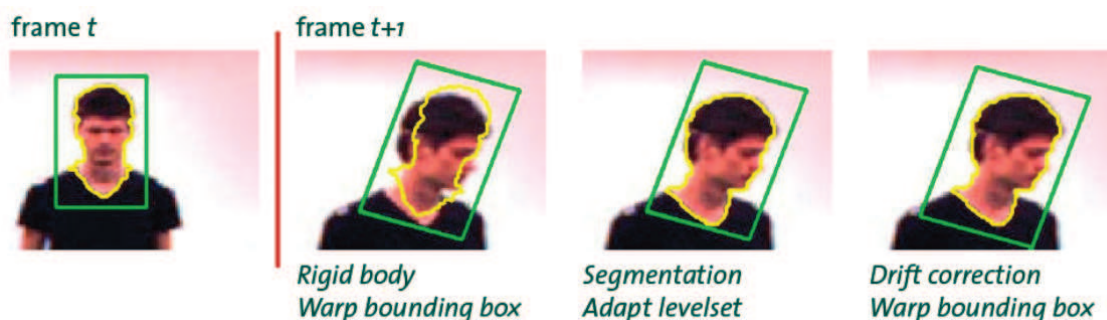 frame t
frame t+1
Rigid body
Warp bounding box
Segmentation
Adapt levelset
Drift correction
Warp bounding box